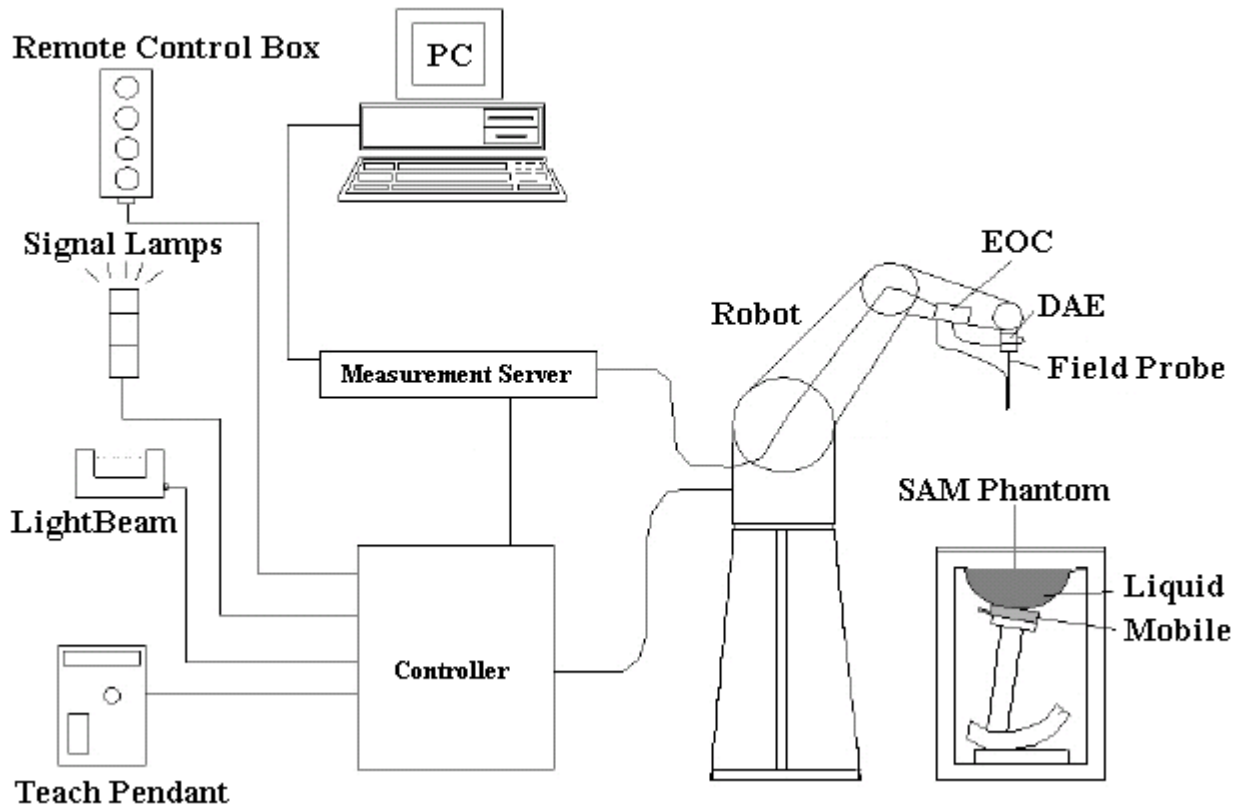 Remote Control Box
PC
Signal Lamps
EOC
DAE
Robot
Field Probe
Measurement Server
LightBeam
SAM Phantom
Liquid
Mobile
Controller
Teach Pendant